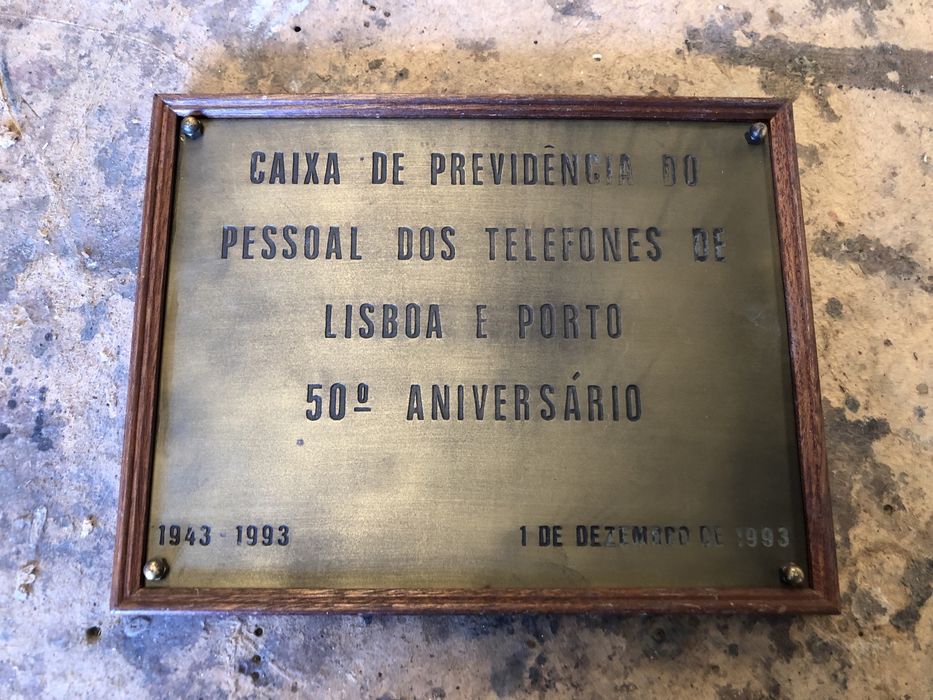 CAIXA DE PREVIDÊNCIA DO
PESSOAL DOS TELEFONES DE
LISBOA E PORTO
50º ANIVERSÁRIO
1943 - 1993
1 DE DEZEMBRO DE 1993